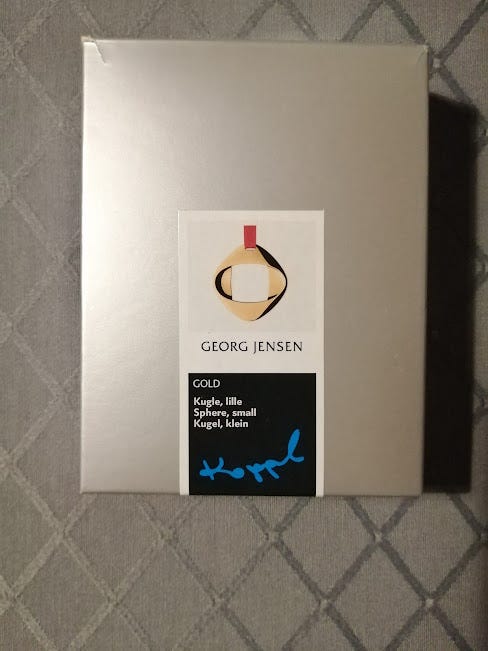 GEORG JENSEN
GOLD
Kugle, lille
Sphere, small
Kugel, klein
Koppel